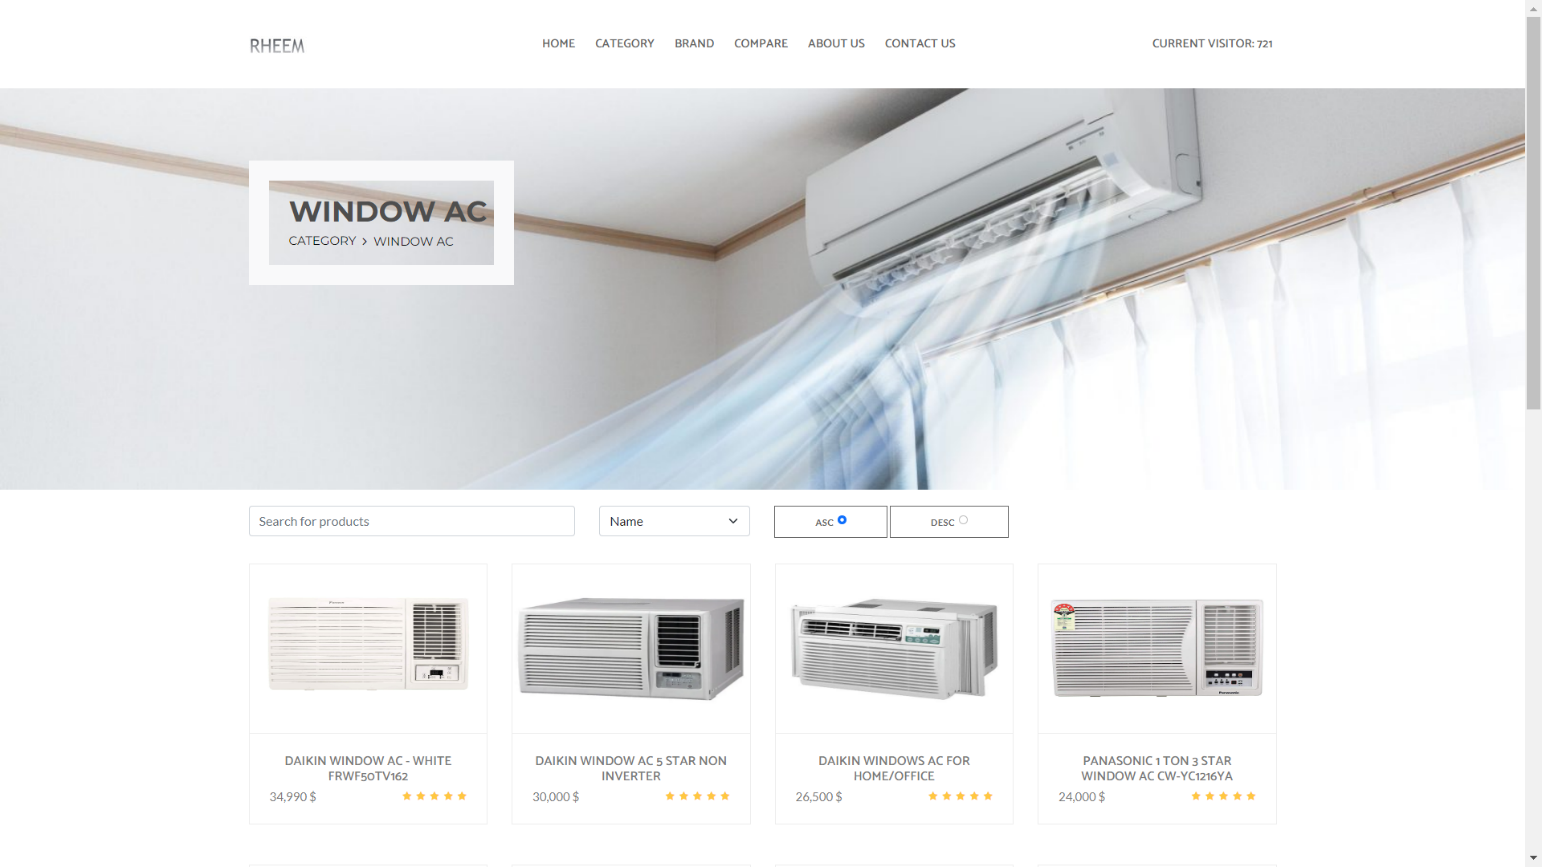 RHEEM
HOME CATEGORY BRAND COMPARE ABOUT US CONTACT US
CURRENT VISITOR: 721
WINDOW AC
CATEGORY > WINDOW AC
Search for products
Name
ASC
DESC
DAIKIN WINDOW AC - WHITE
FRWF50TV162
34,990 $
DAIKIN WINDOW AC 5 STAR NON
INVERTER
30,000 $
DAIKIN WINDOWS AC FOR
HOME/OFFICE
26,500 $
PANASONIC 1 TON 3 STAR
WINDOW AC CW-YC1216YA
24,000 $